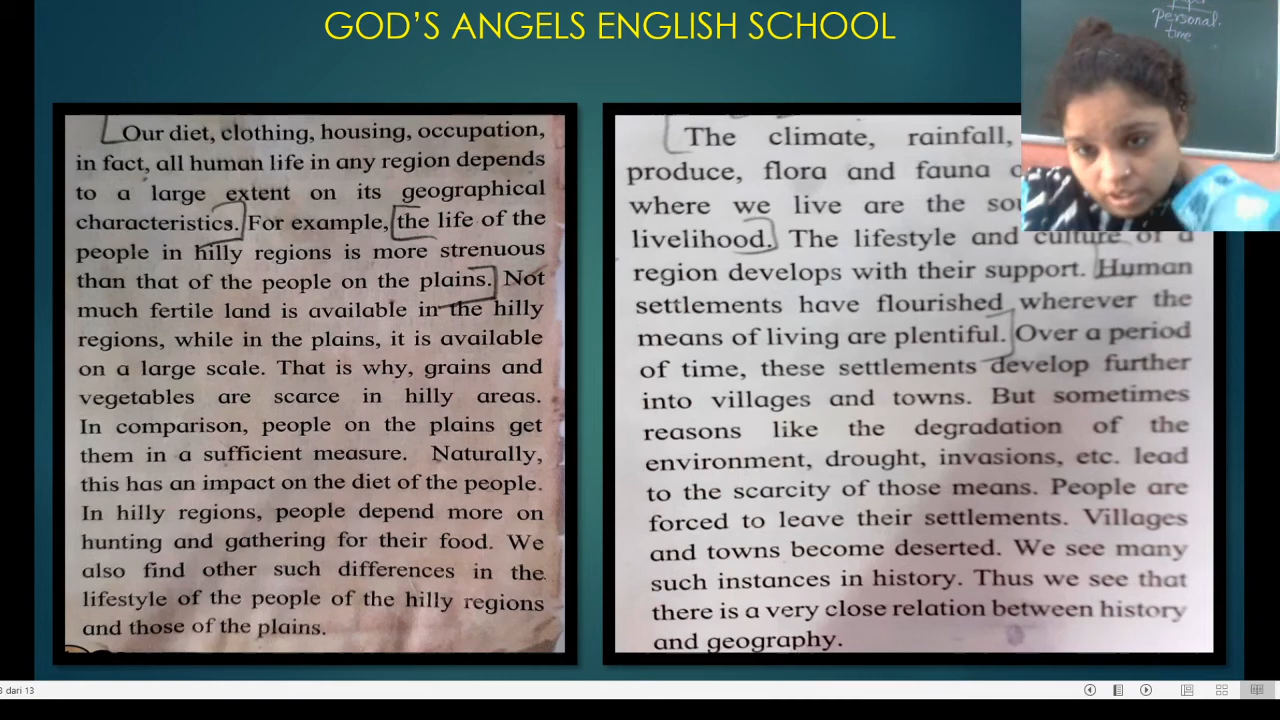 GOD'S ANGELS ENGLISH SCHOOL
personal.
time
Our diet, clothing, housing, occupation,
in fact, all human life in any region depends
to a large extent on its geographical
characteristics. For example, the life of the
people in hilly regions is more strenuous
than that of the people on the plains. Not
much fertile land is available in the hilly
regions, while in the plains, it is available
on a large scale. That is why, grains and
vegetables are scarce in hilly areas.
In comparison, people on the plains get
them in a sufficient measure. Naturally,
this has an impact on the diet of the people.
In hilly regions, people depend more on
hunting and gathering for their food. We
also find other such differences in the
lifestyle of the people of the hilly regions
and those of the plains.
The climate, rainfall,
produce, flora and fauna
where we live are the
livelihood. The lifestyle and culture of a
region develops with their support. Human
settlements have flourished wherever the
means of living are plentiful. Over a period
of time, these settlements develop further
into villages and towns. But sometimes
reasons like the degradation of the
environment, drought, invasions, etc. lead
to the scarcity of those means. People are
forced to leave their settlements. Villages
and towns become deserted. We see many
such instances in history. Thus we see that
there is a very close relation between history
and geography.
dari 13